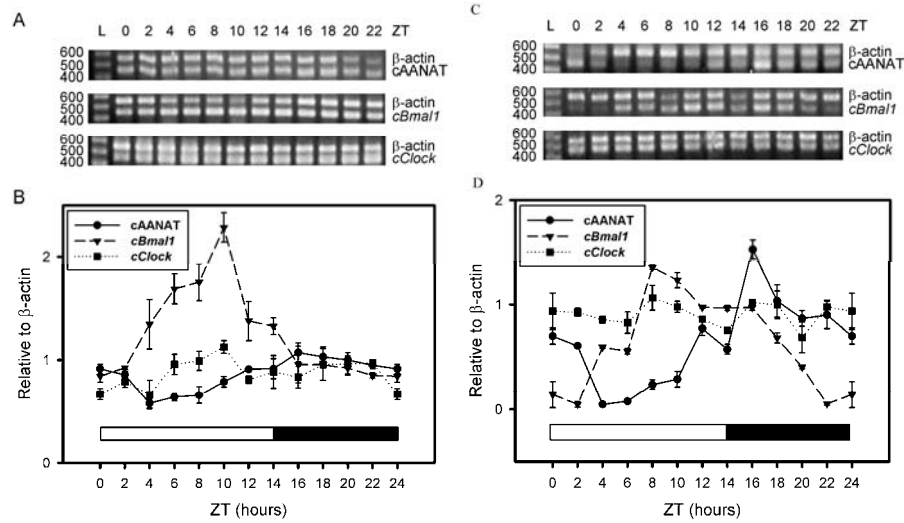 A
L 0 2 4 6 8 10 12 14 16 18 20 22 ZT
600
500
400
β-actin
cAANAT
600
500
400
β-actin
cBmal1
600
500
400
β-actin
cClock
C
L 0 2 4 6 8 10 12 14 16 18 20 22 ZT
600
500
400
β-actin
cAANAT
600
500
400
β-actin
cBmal1
600
500
400
β-actin
cClock
B
cAANAT
cBmal1
cClock
Relative to β-actin
2
1
0
0 2 4 6 8 10 12 14 16 18 20 22 24
ZT (hours)
D
cAANAT
cBmal1
cClock
Relative to β-actin
2
1
0
0 2 4 6 8 10 12 14 16 18 20 22 24
ZT (hours)